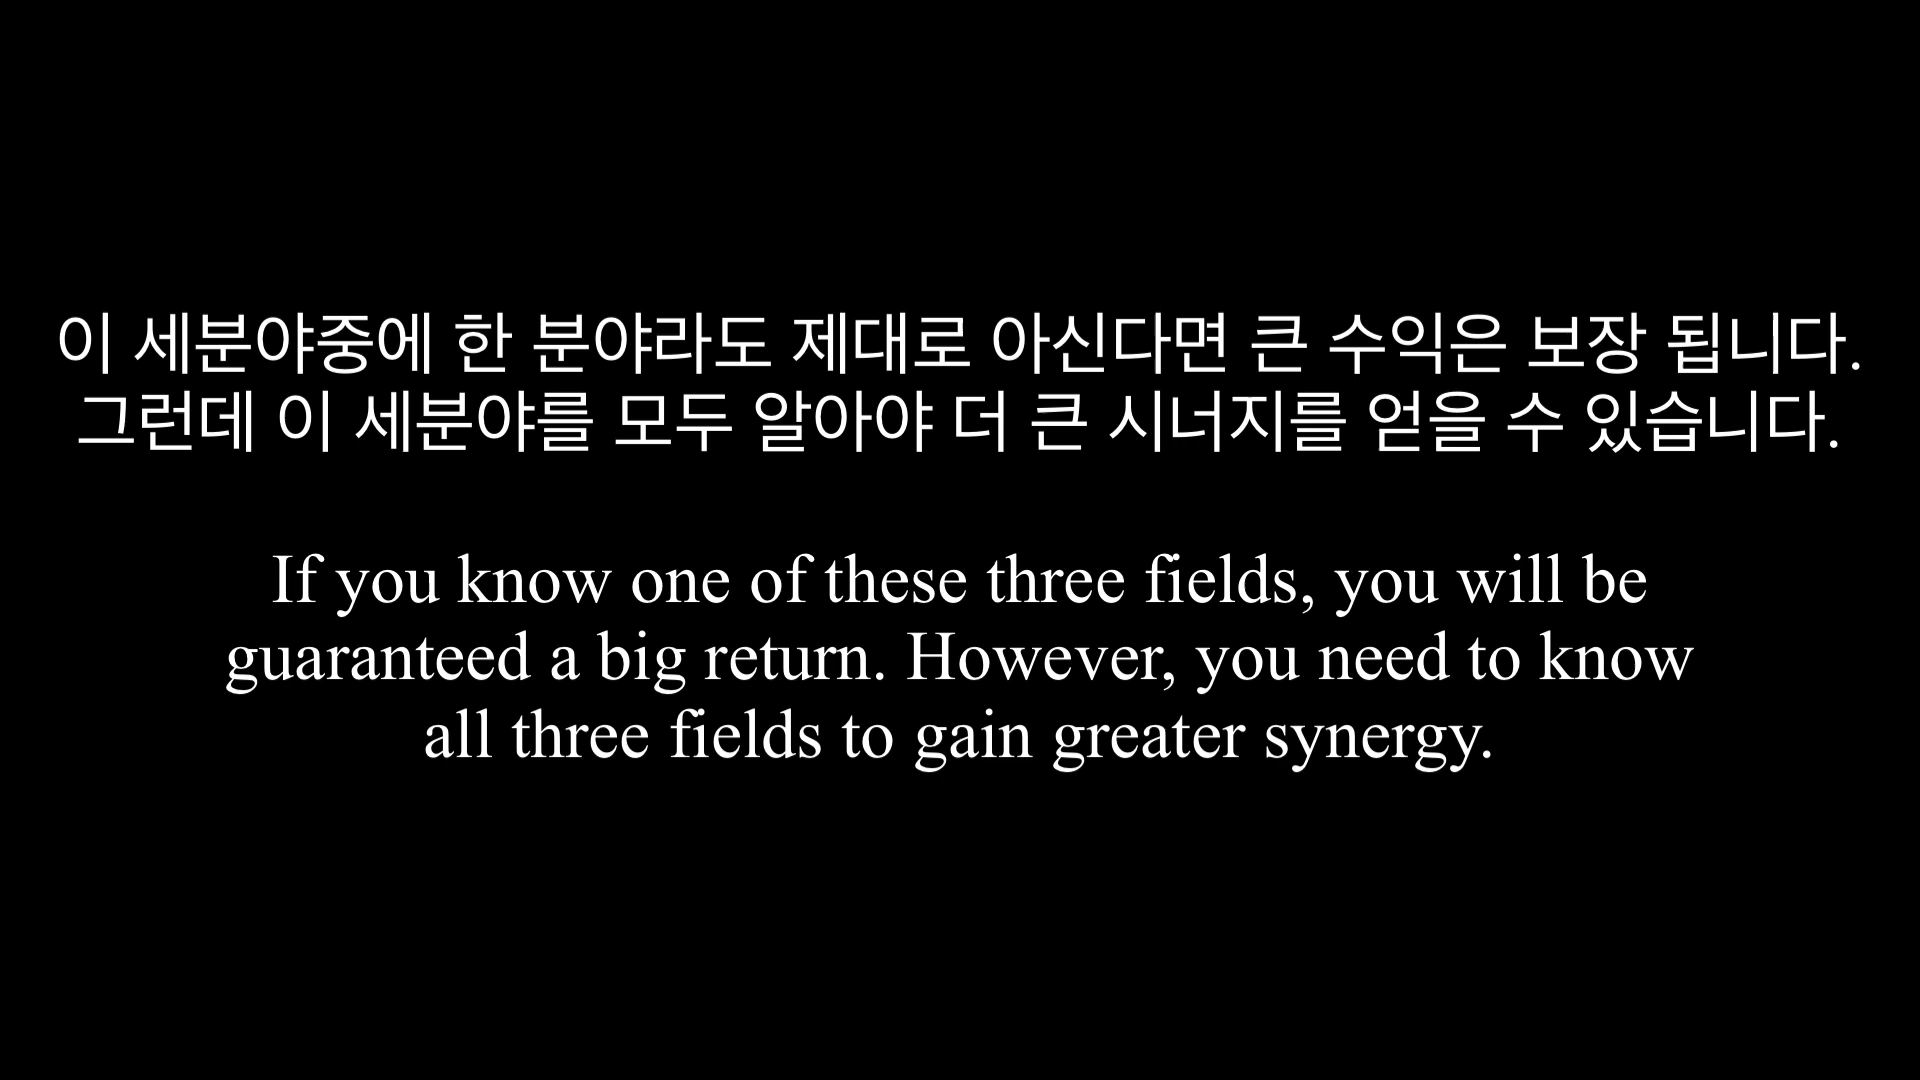 이 세분야중에 한 분야라도 제대로 아신다면 큰 수익은 보장 됩니다.
그런데 이 세분야를 모두 알아야 더 큰 시너지를 얻을 수 있습니다.
If you know one of these three fields, you will be
guaranteed a big return. However, you need to know
all three fields to gain greater synergy.